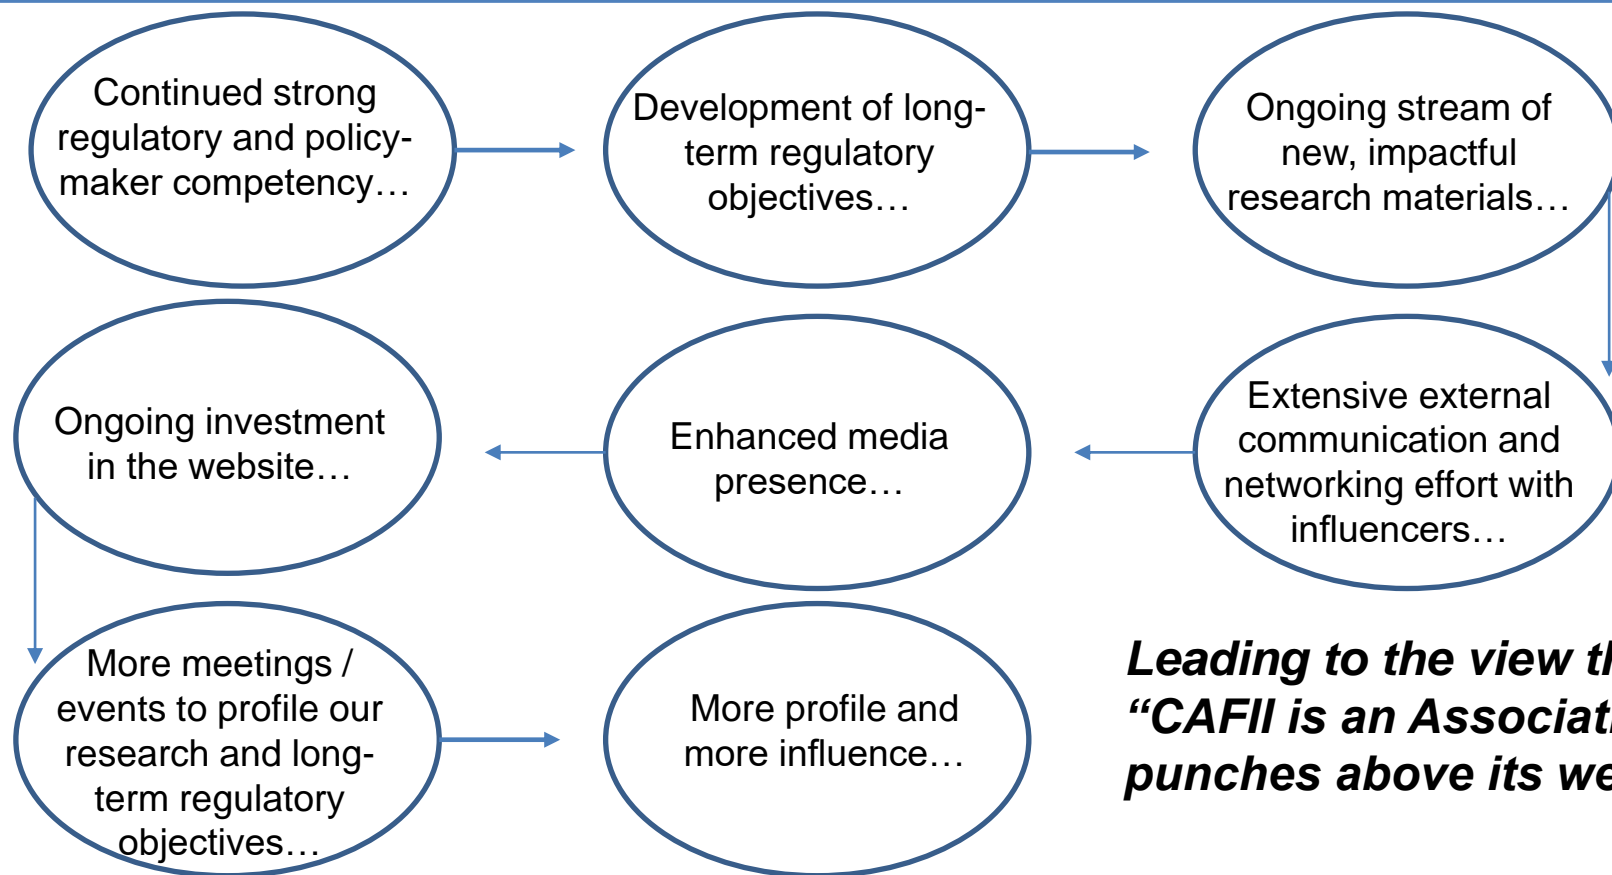 Continued strong
regulatory and policy-
maker competency…
Development of long-
term regulatory
objectives…
Ongoing stream of
new, impactful
research materials…
Extensive external
communication and
networking effort with
influencers…
Enhanced media
presence…
Ongoing investment
in the website…
More meetings /
events to profile our
research and long-
term regulatory
objectives…
More profile and
more influence…
Leading to the view
“CAFII is an
punches above its